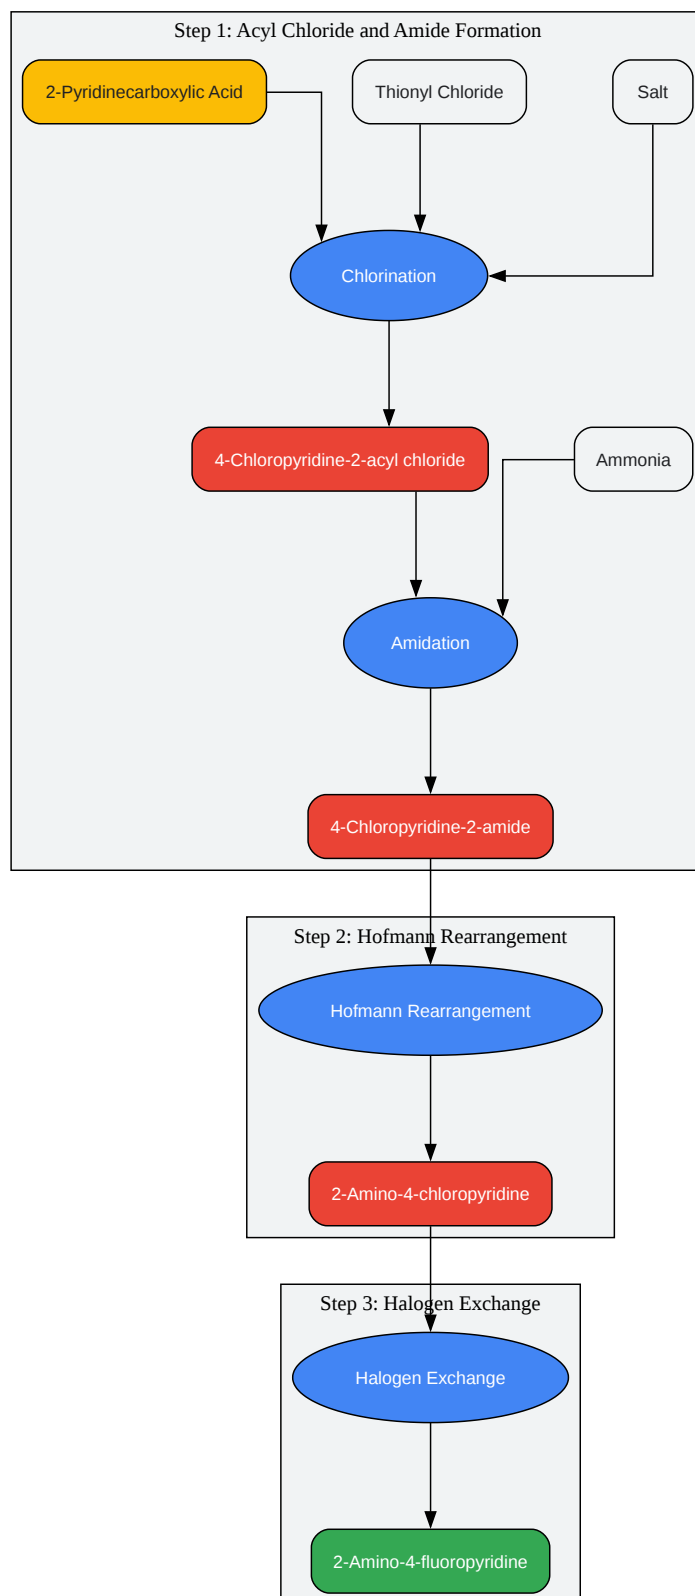 Step 1: Acyl Chloride and Amide Formation
2-Pyridinecarboxylic Acid
Thionyl Chloride
Salt
Chlorination
4-Chloropyridine-2-acyl chloride
Ammonia
Amidation
4-Chloropyridine-2-amide
Step 2: Hofmann Rearrangement
Hofmann Rearrangement
2-Amino-4-chloropyridine
Step 3: Halogen Exchange
Halogen Exchange
2-Amino-4-fluoropyridine